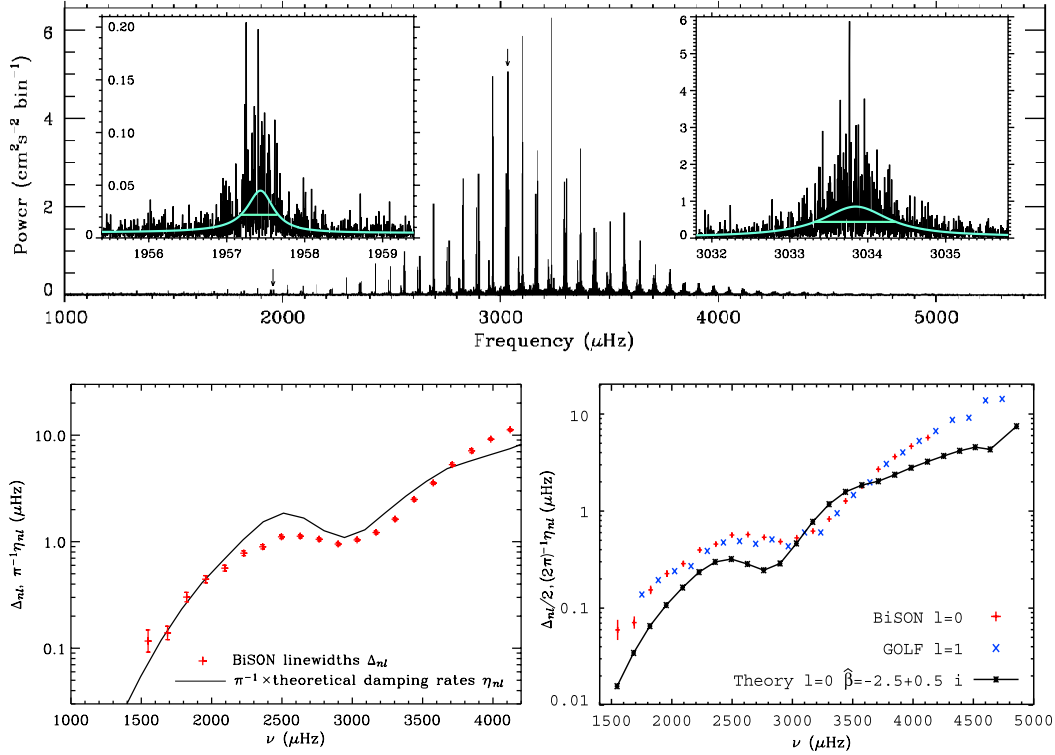 Power (cm²s⁻² bin⁻¹)
6
4
2
0
0.20
0.15
0.10
0.05
0
1956 1957 1958 1959
6
5
4
3
2
1
0
3032 3033 3034 3035
1000 2000 3000 4000 5000
Frequency (μHz)
Δnl, π⁻¹ηnl (μHz)
10.0
1.0
0.1
BiSON linewidths Δnl
π⁻¹×theoretical damping rates ηnl
1000 1500 2000 2500 3000 3500 4000
ν (μHz)
Δnl/2,(2π)⁻¹ηnl (μHz)
10
1
0.1
0.01
BiSON l=0
GOLF l=1
Theory l=0 β̂=-2.5+0.5 i
1500 2000 2500 3000 3500 4000 4500 5000
ν (μHz)